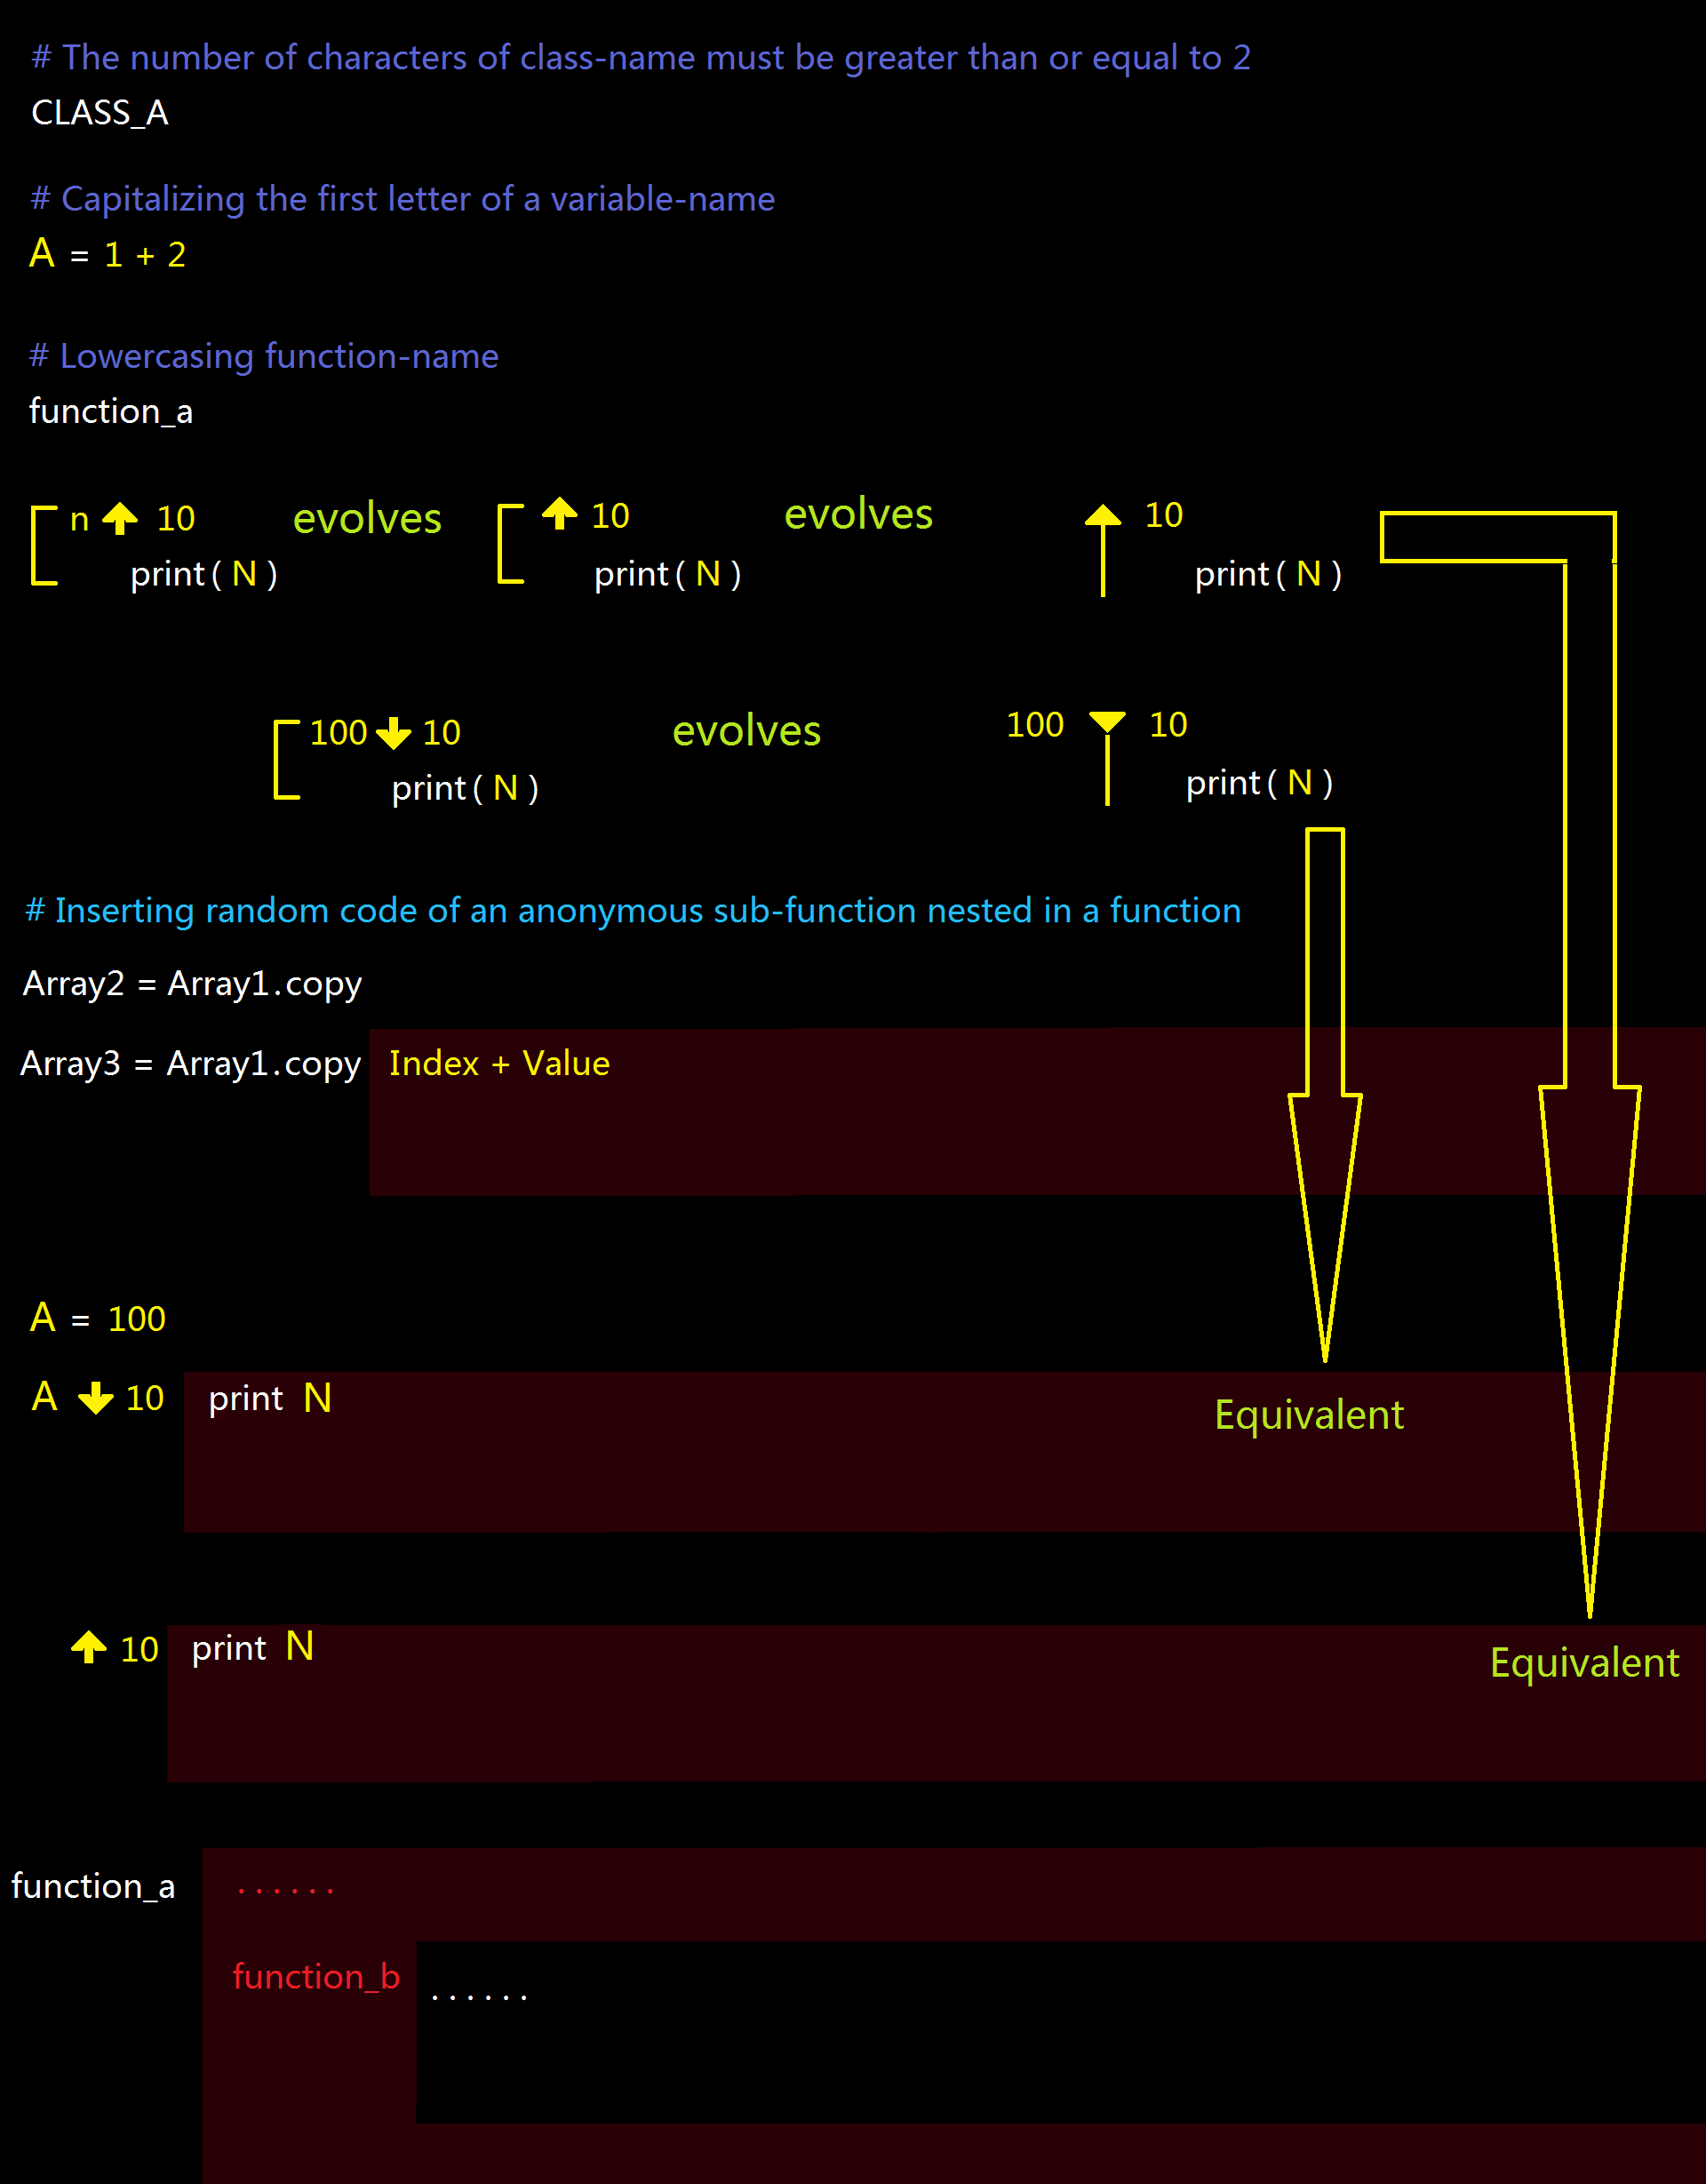 # The number of characters of class-name must be greater than or equal to 2
CLASS_A
# Capitalizing the first letter of a variable-name
A = 1 + 2
# Lowercasing function-name
function_a
n ↑ 10 evolves ↑ 10 evolves ↑ 10
print ( N ) print ( N ) print ( N )
100 ↓ 10 evolves 100 ▼ 10
print ( N ) print ( N )
# Inserting random code of an anonymous sub-function nested in a function
Array2 = Array1.copy
Array3 = Array1.copy Index + Value
A = 100
A ↓ 10 print N
Equivalent
↑ 10 print N
Equivalent
function_a ......
function_b ......